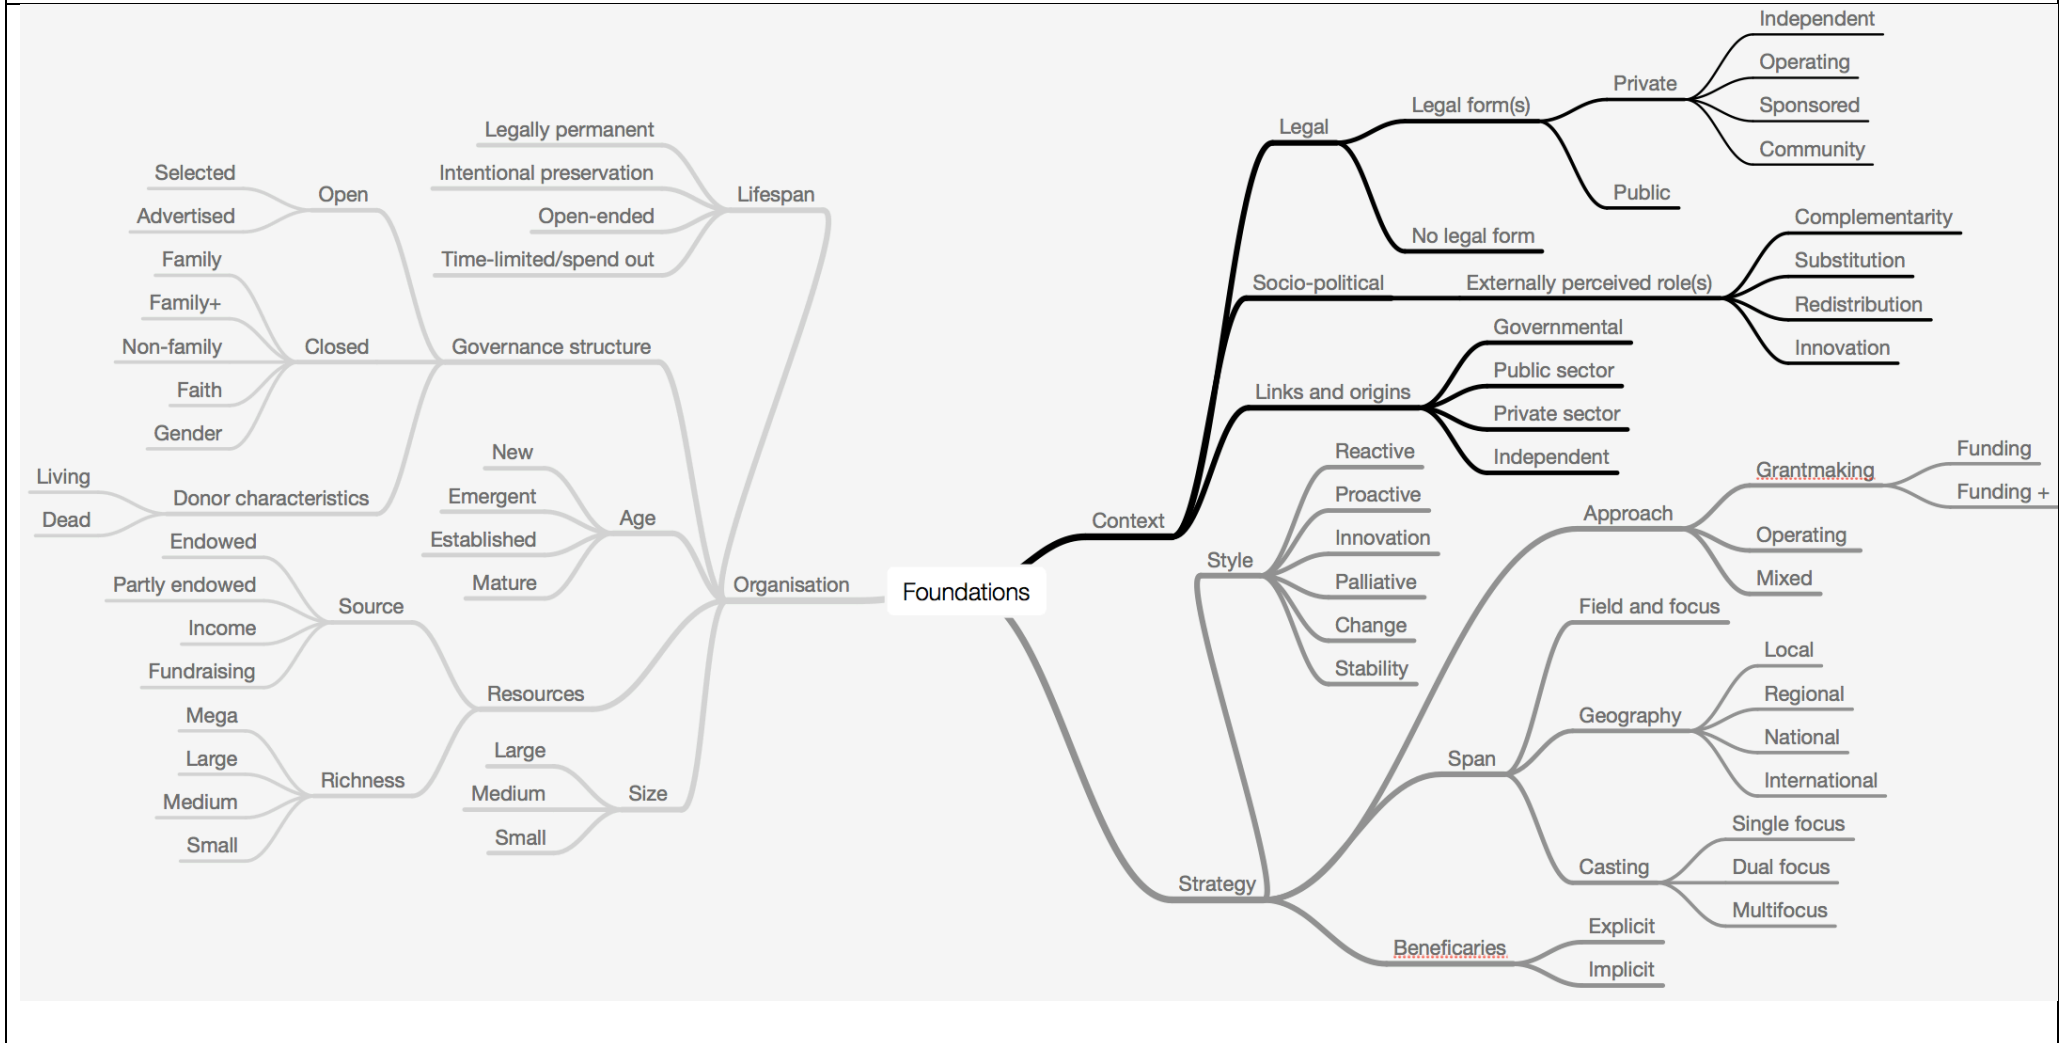 Foundations
Context
Legal
Legal form(s)
Private
Independent
Operating
Sponsored
Community
Public
No legal form
Socio-political
Externally perceived role(s)
Complementarity
Substitution
Redistribution
Innovation
Links and origins
Governmental
Public sector
Private sector
Independent
Strategy
Style
Reactive
Proactive
Innovation
Palliative
Change
Stability
Approach
Grantmaking
Funding
Funding +
Operating
Mixed
Span
Field and focus
Geography
Local
Regional
National
International
Casting
Single focus
Dual focus
Multifocus
Beneficaries
Explicit
Implicit
Organisation
Lifespan
Legally permanent
Intentional preservation
Open-ended
Time-limited/spend out
Governance structure
Open
Selected
Advertised
Closed
Family
Family+
Non-family
Faith
Gender
Donor characteristics
Living
Dead
Age
New
Emergent
Established
Mature
Resources
Source
Endowed
Partly endowed
Income
Fundraising
Richness
Mega
Large
Medium
Small
Size
Large
Medium
Small